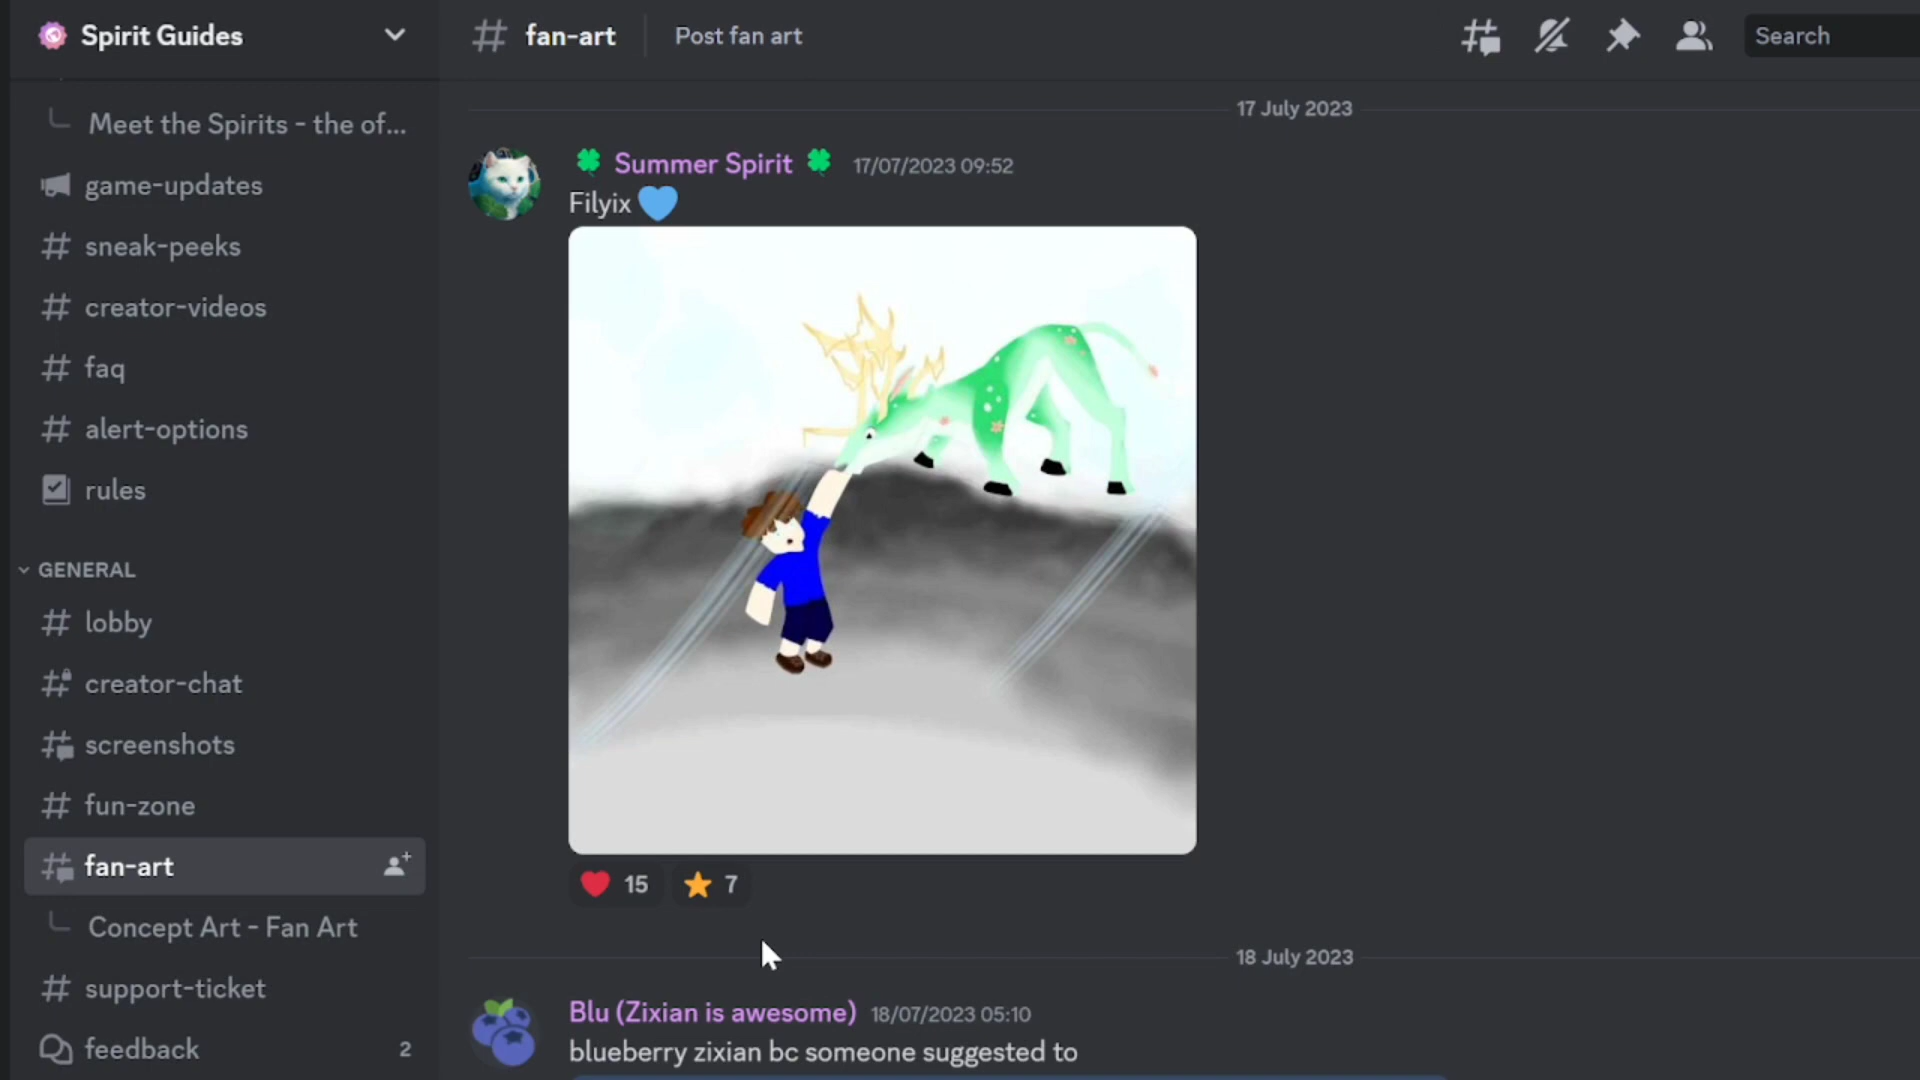 Spirit Guides
Meet the Spirits - the of...
game-updates
sneak-peeks
creator-videos
faq
alert-options
rules
GENERAL
lobby
creator-chat
screenshots
fun-zone
fan-art
Concept Art - Fan Art
support-ticket
feedback 2
fan-art Post fan art
Search
17 July 2023
Summer Spirit 17/07/2023 09:52
Filyix
15 7
18 July 2023
Blu (Zixian is awesome) 18/07/2023 05:10
blueberry zixian bc someone suggested to